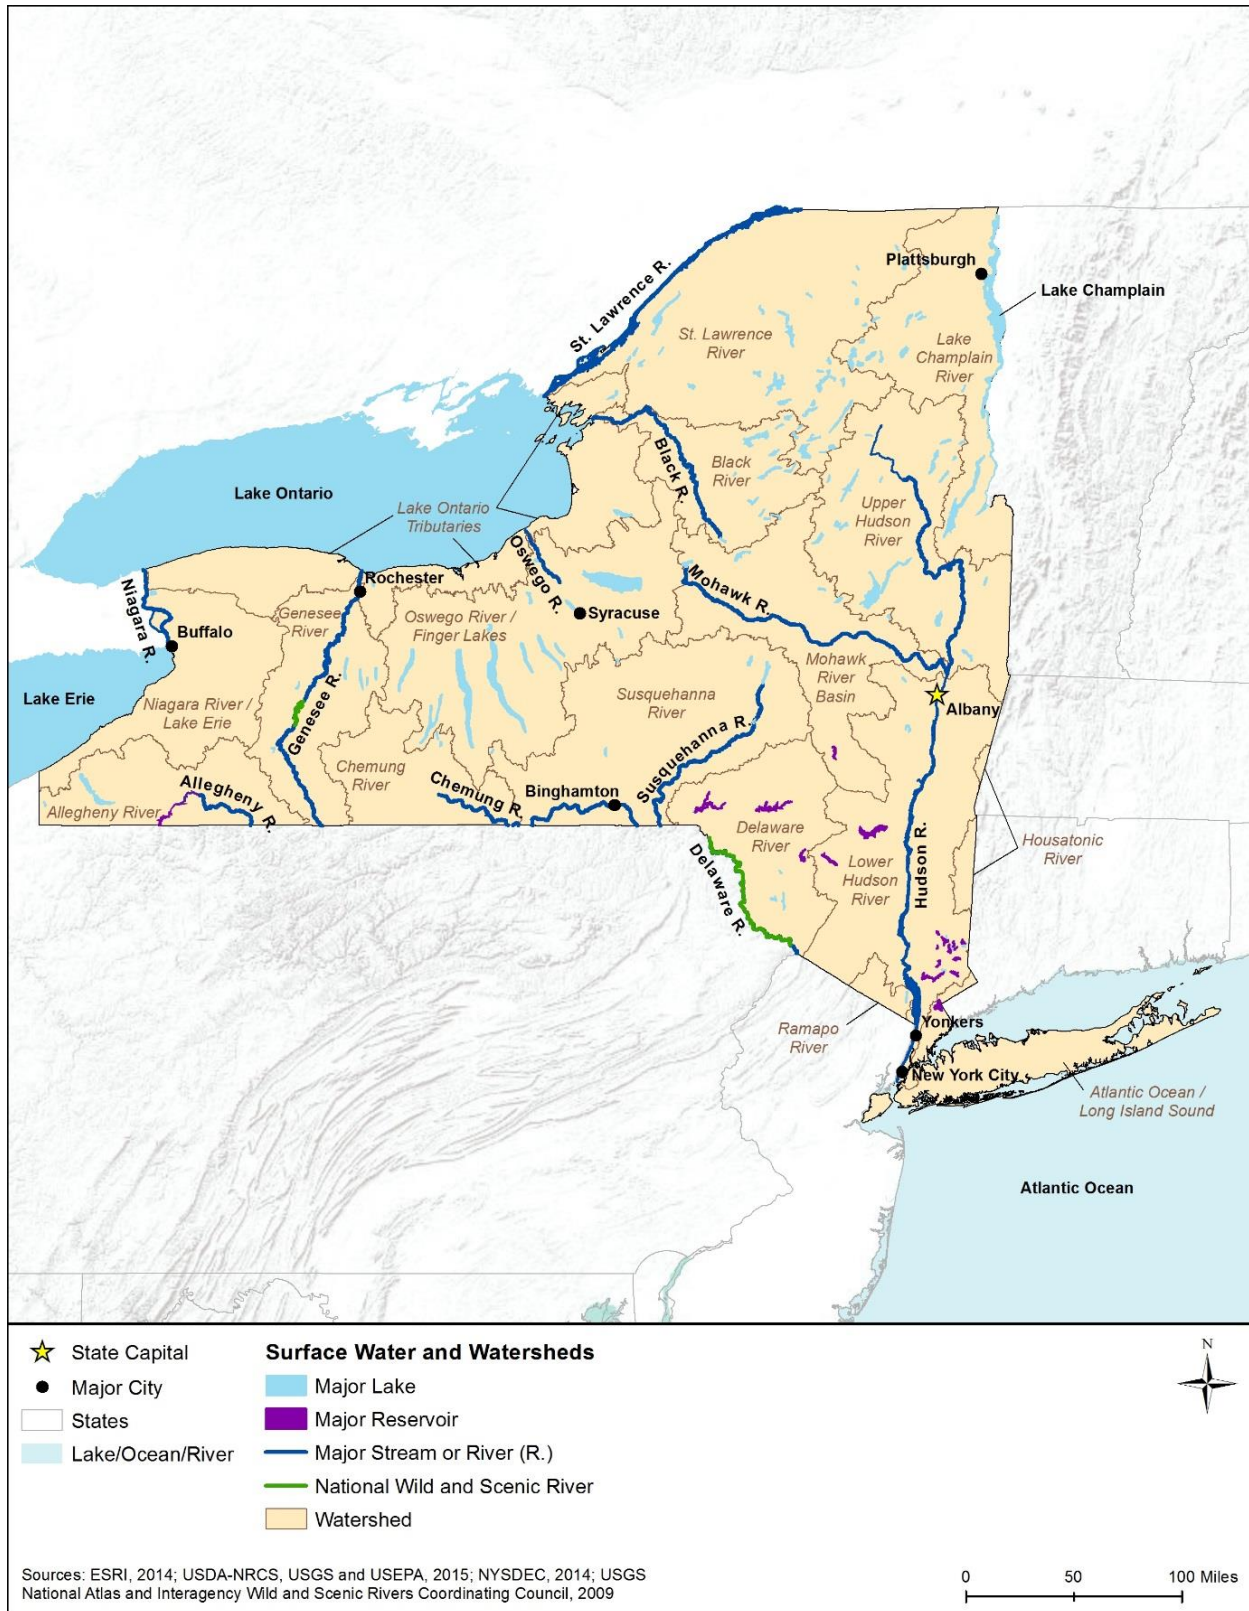 Plattsburgh
Lake Champlain
St. Lawrence R.
St. Lawrence
River
Lake
Champlain
River
Black R.
Black
River
Lake Ontario
Lake Ontario
Tributaries
Upper
Hudson
River
Niagara R.
Rochester
Oswego R.
Mohawk R.
Genesee
River
Oswego River /
Finger Lakes
Syracuse
Buffalo
Mohawk
River
Basin
Lake Erie
Niagara River /
Lake Erie
Genesee R.
Susquehanna
River
Albany
Susquehanna R.
Chemung
River
Allegheny R.
Allegheny River
Chemung R.
Binghamton
Delaware
River
Delaware R.
Lower
Hudson
River
Hudson R.
Housatonic
River
Ramapo
River
Yonkers
New York City
Atlantic Ocean /
Long Island Sound
Atlantic Ocean
State Capital
Major City
States
Lake/Ocean/River
Surface Water and Watersheds
Major Lake
Major Reservoir
Major Stream or River (R.)
National Wild and Scenic River
Watershed
N
Sources: ESRI, 2014; USDA-NRCS, USGS and USEPA, 2015; NYSDEC, 2014; USGS
National Atlas and Interagency Wild and Scenic Rivers Coordinating Council, 2009
0 50 100 Miles